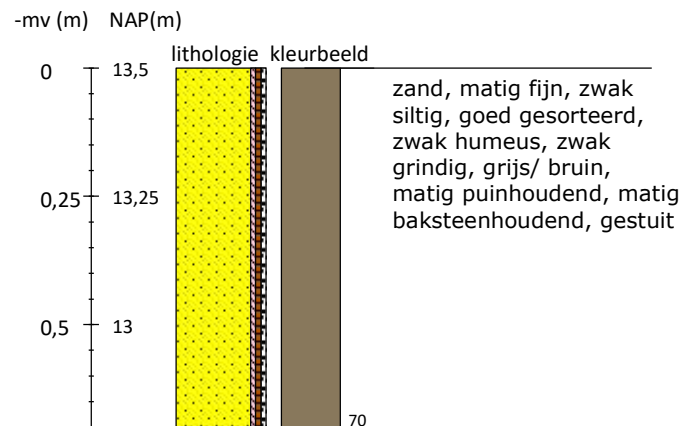 -mv (m) NAP(m)
lithologie kleurbeeld
0 13,5
zand, matig fijn, zwak
siltig, goed gesorteerd,
zwak humeus, zwak
grindig, grijs/ bruin,
matig puinhoudend, matig
baksteenhoudend, gestuit
0,25 13,25
0,5 13
70